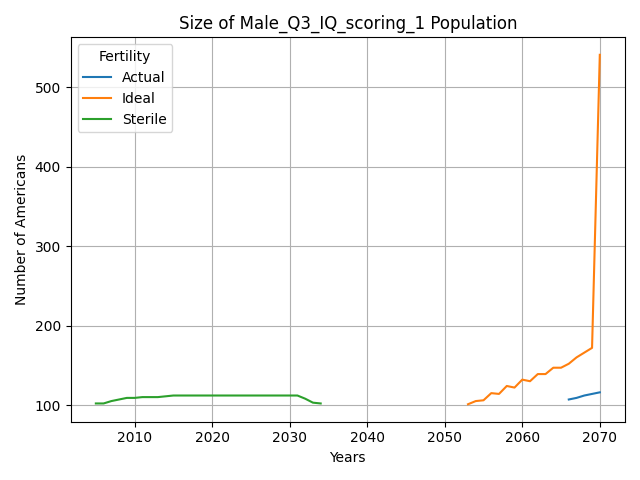 Size of Male_Q3_IQ_scoring_1 Population
Fertility
Actual
Ideal
Sterile
Number of Americans
500
400
300
200
100
2010 2020 2030 2040 2050 2060 2070
Years